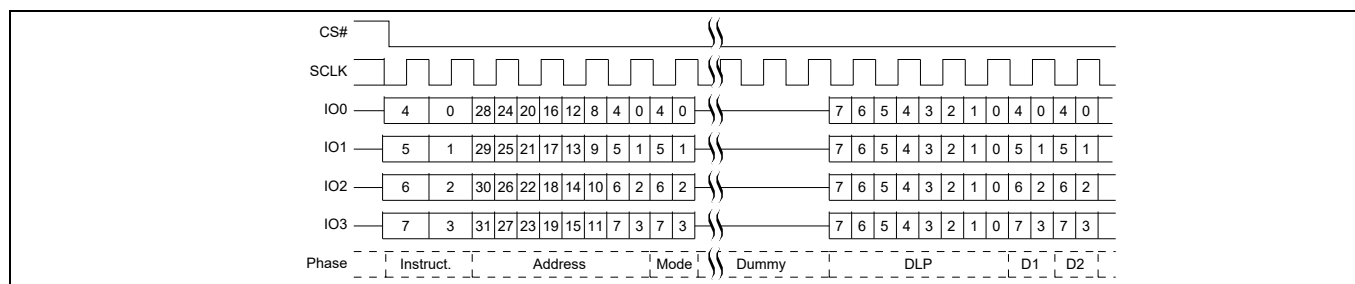 CS#
SCLK
IO0 4 0 28 24 20 16 12 8 4 0 4 0 7 6 5 4 3 2 1 0 4 0 4 0
IO1 5 1 29 25 21 17 13 9 5 1 5 1 7 6 5 4 3 2 1 0 5 1 5 1
IO2 6 2 30 26 22 18 14 10 6 2 6 2 7 6 5 4 3 2 1 0 6 2 6 2
IO3 7 3 31 27 23 19 15 11 7 3 7 3 7 6 5 4 3 2 1 0 7 3 7 3
Phase Instruct. Address Mode Dummy DLP D1 D2